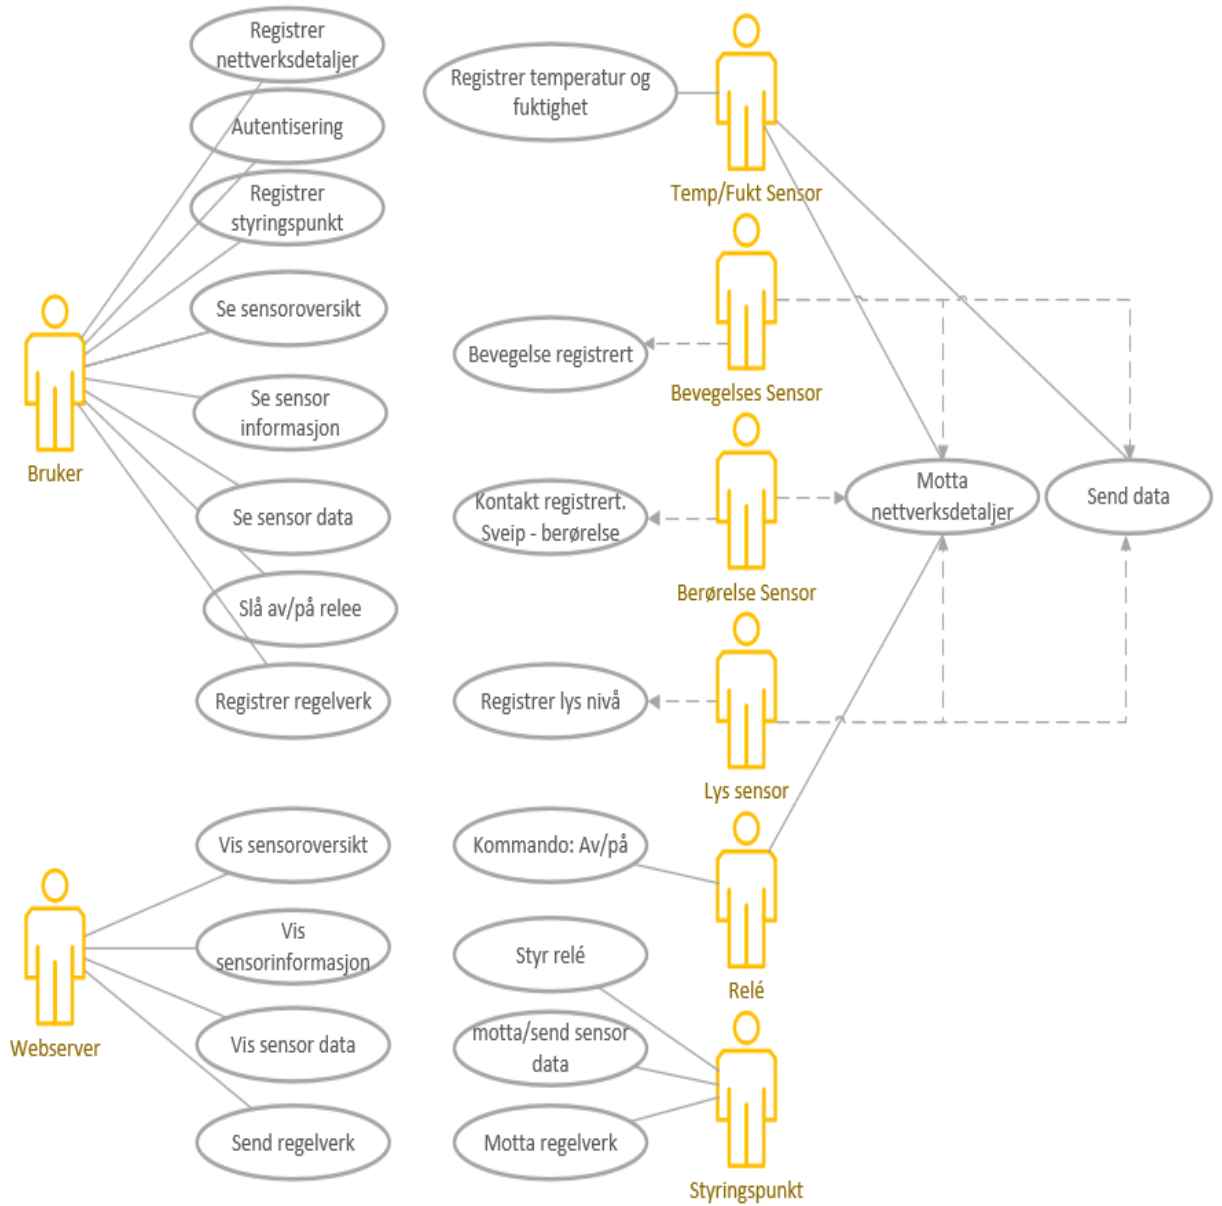 Registrer
nettverksdetaljer
Autentisering
Registrer
styringspunkt
Se sensoroversikt
Se sensor
informasjon
Bruker
Se sensor data
Slå av/på relee
Registrer regelverk
Vis sensoroversikt
Vis
sensorinformasjon
Webserver
Vis sensor data
Send regelverk
Registrer temperatur og
fuktighet
Temp/Fukt Sensor
Bevegelse registrert
Bevegelses Sensor
Kontakt registrert.
Sveip - berørelse
Berørelse Sensor
Motta
nettverksdetaljer
Send data
Registrer lys nivå
Lys sensor
Kommando: Av/på
Relé
Styr relé
motta/send sensor
data
Motta regelverk
Styringspunkt